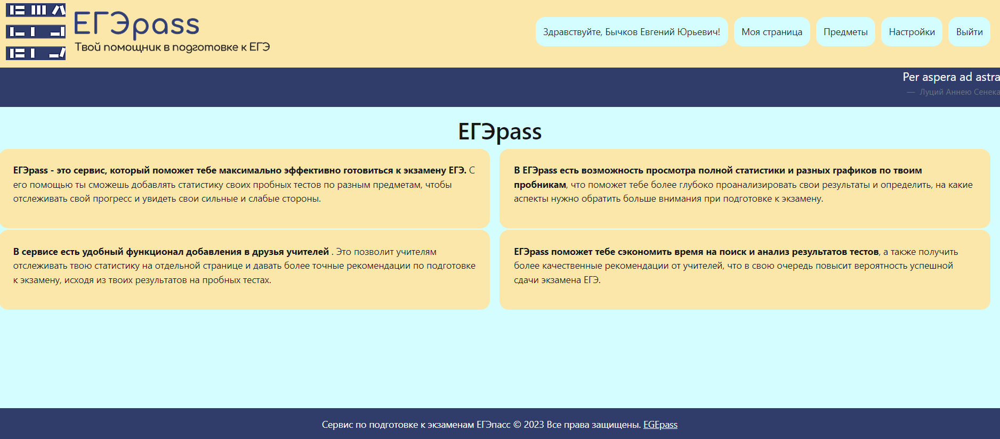 ЕГЭpass
Твой помощник в подготовке к ЕГЭ
Здравствуйте, Бычков Евгений Юрьевич!
Моя страница
Предметы
Настройки
Выйти
Per aspera ad astra
— Луций Аннею Сенека
ЕГЭpass
ЕГЭpass - это сервис, который поможет тебе максимально эффективно готовиться к экзамену ЕГЭ. С
его помощью ты сможешь добавлять статистику своих пробных тестов по разным предметам, чтобы
отслеживать свой прогресс и увидеть свои сильные и слабые стороны.
В ЕГЭpass есть возможность просмотра полной статистики и разных графиков по твоим
пробникам, что поможет тебе более глубоко проанализировать свои результаты и определить, на какие
аспекты нужно обратить больше внимания при подготовке к экзамену.
В сервисе есть удобный функционал добавления в друзья учителей . Это позволит учителям
отслеживать твою статистику на отдельной странице и давать более точные рекомендации по подготовке
к экзамену, исходя из твоих результатов на пробных тестах.
ЕГЭpass поможет тебе сэкономить время на поиск и анализ результатов тестов, а также получить
более качественные рекомендации от учителей, что в свою очередь повысит вероятность успешной
сдачи экзамена ЕГЭ.
Сервис по подготовке к экзаменам ЕГЭпасс © 2023 Все права защищены. EGEpass